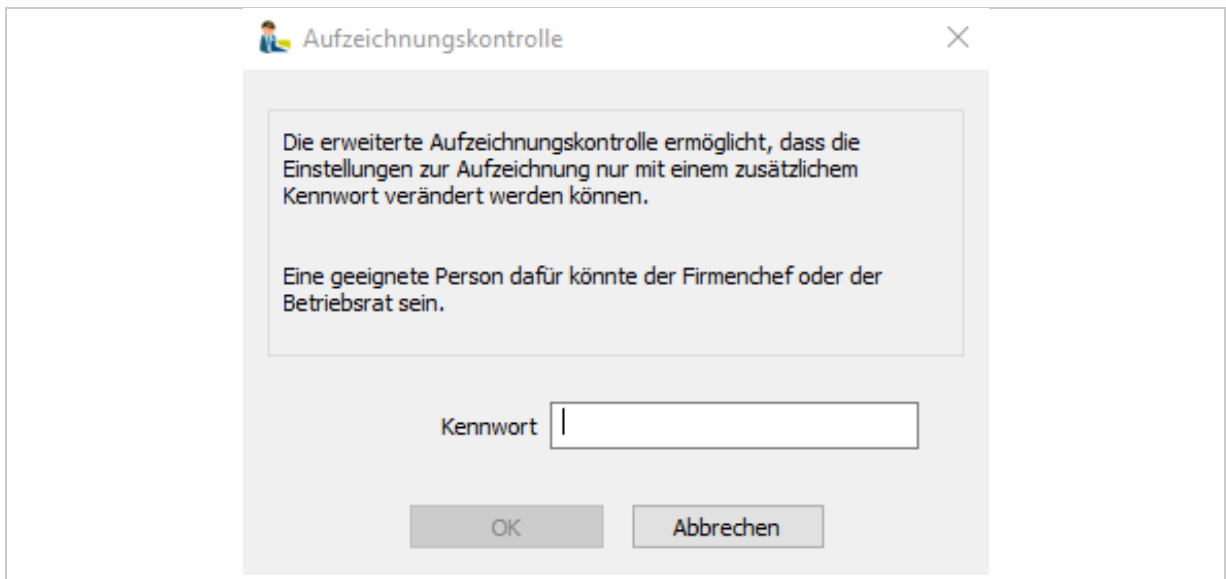 Aufzeichnungskontrolle
Die erweiterte Aufzeichnungskontrolle ermöglicht, dass die
Einstellungen zur Aufzeichnung nur mit einem zusätzlichem
Kennwort verändert werden können.
Eine geeignete Person dafür könnte der Firmenchef oder der
Betriebsrat sein.
Kennwort
OK
Abbrechen